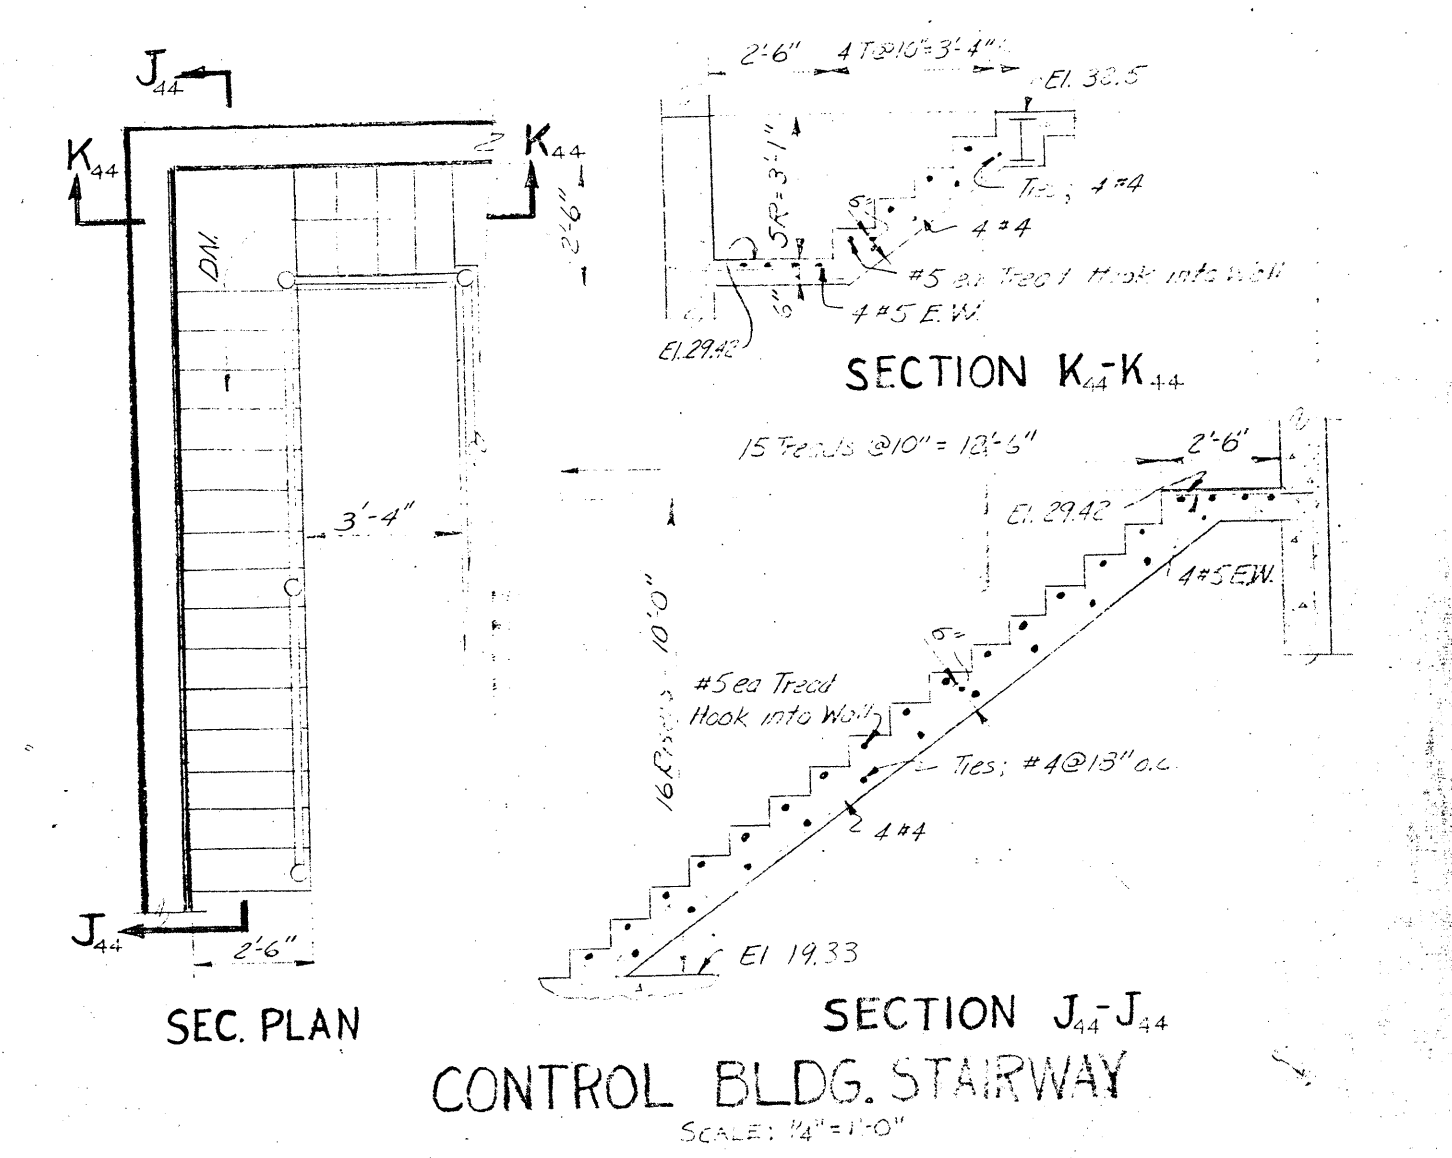 J44
K44
K44
DN.
2'-6"
3'-4"
J44
2'-6"
SEC. PLAN
2'-6"
4 T@10"=3'-4"
El. 32.5
5R=3'-1"
6"
Ties; 4 #4
4 #4
#5 ea Tread Hook into Wall
6"
4 #5 E.W.
El. 29.42
SECTION K44-K44
15 Treads @10" = 12'-6"
2'-6"
El. 29.42
4 #5 E.W.
16 Risers 10'-0"
6"
#5 ea Tread
Hook into Wall
Ties; #4@18" o.c.
4 #4
El 19.33
SECTION J44-J44
CONTROL BLDG. STAIRWAY
SCALE: 1/4"=1'-0"